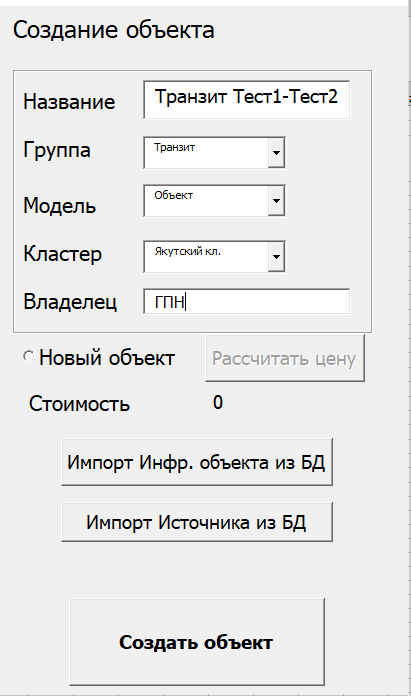 Создание объекта
Название Транзит Тест1-Тест2
Группа Транзит
Модель Объект
Кластер Якутский кл.
Владелец ГПН
Новый объект Рассчитать цену
Стоимость 0
Импорт Инфр. объекта из БД
Импорт Источника из БД
Создать объект